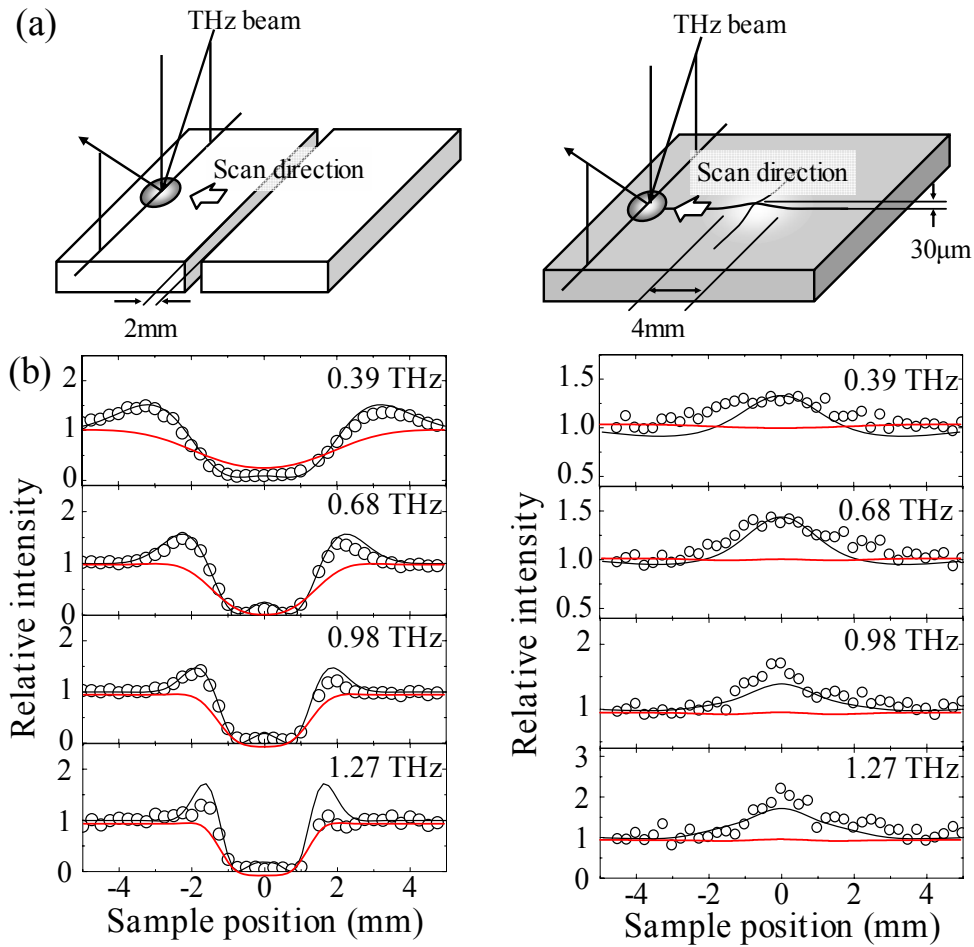 (a)
THz beam
Scan direction
2mm
THz beam
Scan direction
30μm
4mm
(b)
Relative intensity
2
0.39 THz
1
0
2
0.68 THz
1
0
2
0.98 THz
1
0
2
1.27 THz
1
0
-4 -2 0 2 4
Sample position (mm)
Relative intensity
1.5
0.39 THz
1.0
0.5
1.5
0.68 THz
1.0
0.5
2
0.98 THz
1
0
3
1.27 THz
2
1
0
-4 -2 0 2 4
Sample position (mm)